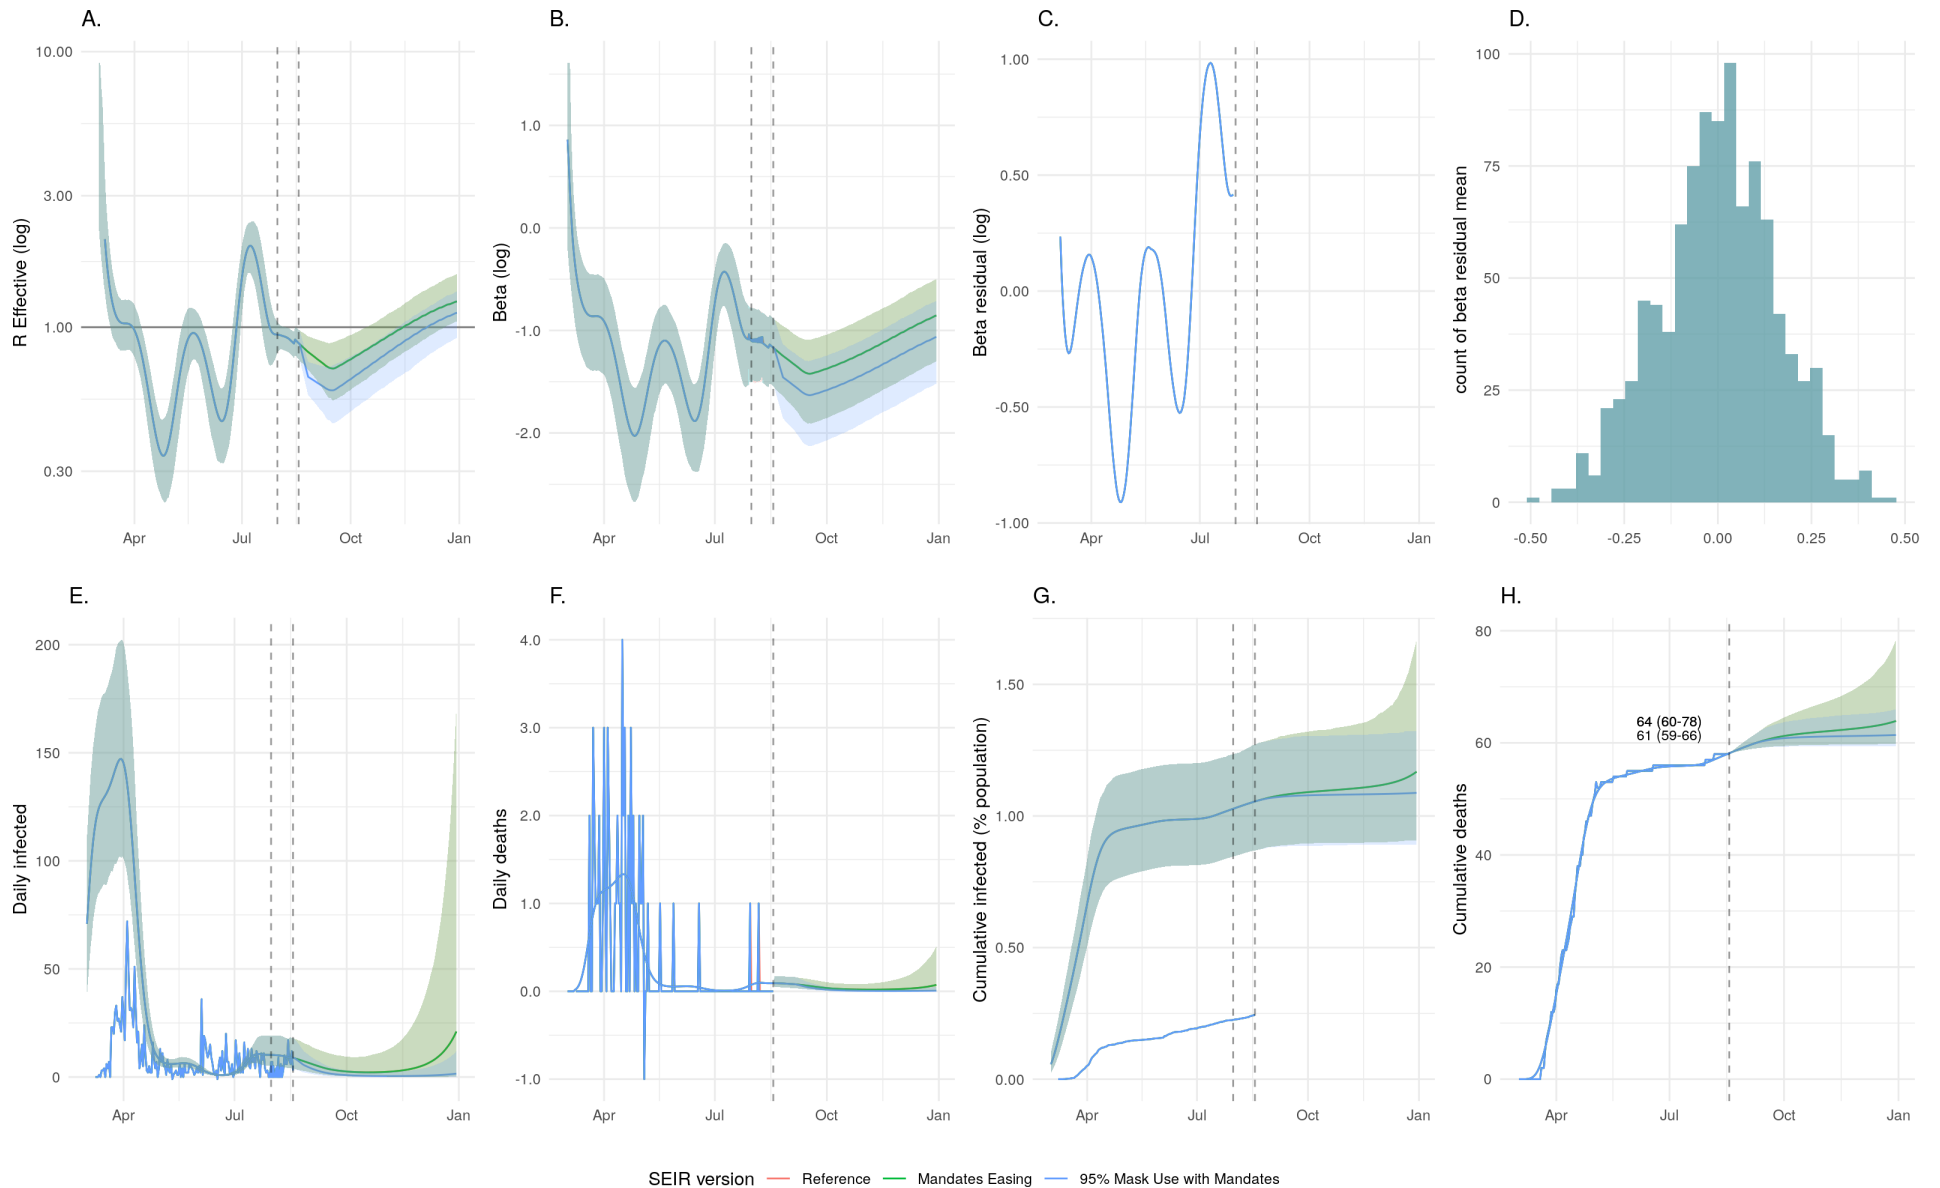 A.
R Effective (log)
10.00
3.00
1.00
0.30
Apr Jul Oct Jan
B.
Beta (log)
1.0
0.0
-1.0
-2.0
Apr Jul Oct Jan
C.
Beta residual (log)
1.00
0.50
0.00
-0.50
-1.00
Apr Jul Oct Jan
D.
count of beta residual mean
100
75
50
25
0
-0.50 -0.25 0.00 0.25 0.50
E.
Daily infected
200
150
100
50
0
Apr Jul Oct Jan
F.
Daily deaths
4.0
3.0
2.0
1.0
0.0
-1.0
Apr Jul Oct Jan
G.
Cumulative infected (% population)
1.50
1.00
0.50
0.00
Apr Jul Oct Jan
H.
Cumulative deaths
80
60
40
20
0
64 (60-78)
61 (59-66)
Apr Jul Oct Jan
SEIR version Reference Mandates Easing 95% Mask Use with Mandates